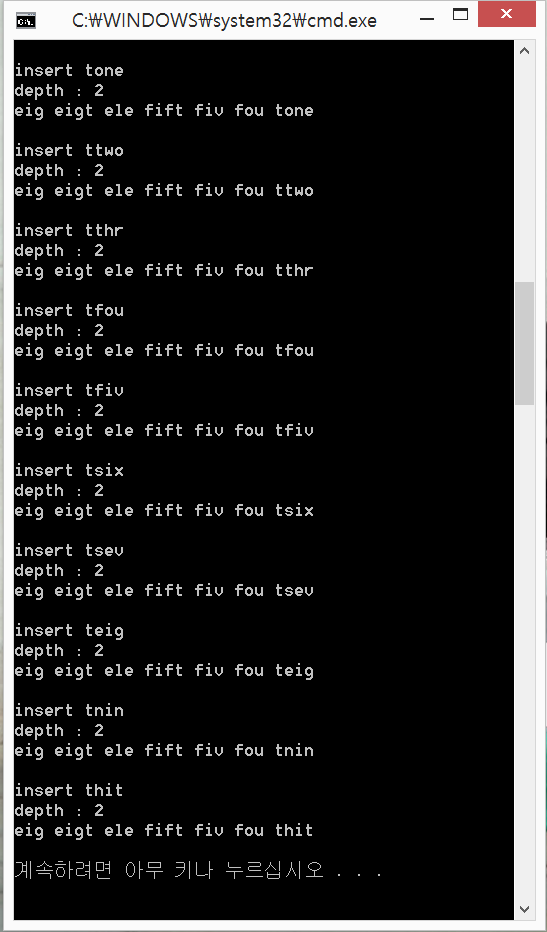 C:₩WINDOWS₩system32₩cmd.exe
insert tone
depth : 2
eig eigt ele fift fiv fou tone
insert ttwo
depth : 2
eig eigt ele fift fiv fou ttwo
insert tthr
depth : 2
eig eigt ele fift fiv fou tthr
insert tfou
depth : 2
eig eigt ele fift fiv fou tfou
insert tfiv
depth : 2
eig eigt ele fift fiv fou tfiv
insert tsix
depth : 2
eig eigt ele fift fiv fou tsix
insert tsev
depth : 2
eig eigt ele fift fiv fou tsev
insert teig
depth : 2
eig eigt ele fift fiv fou teig
insert tnin
depth : 2
eig eigt ele fift fiv fou tnin
insert thit
depth : 2
eig eigt ele fift fiv fou thit
계속하려면 아무 키나 누르십시오 . . .